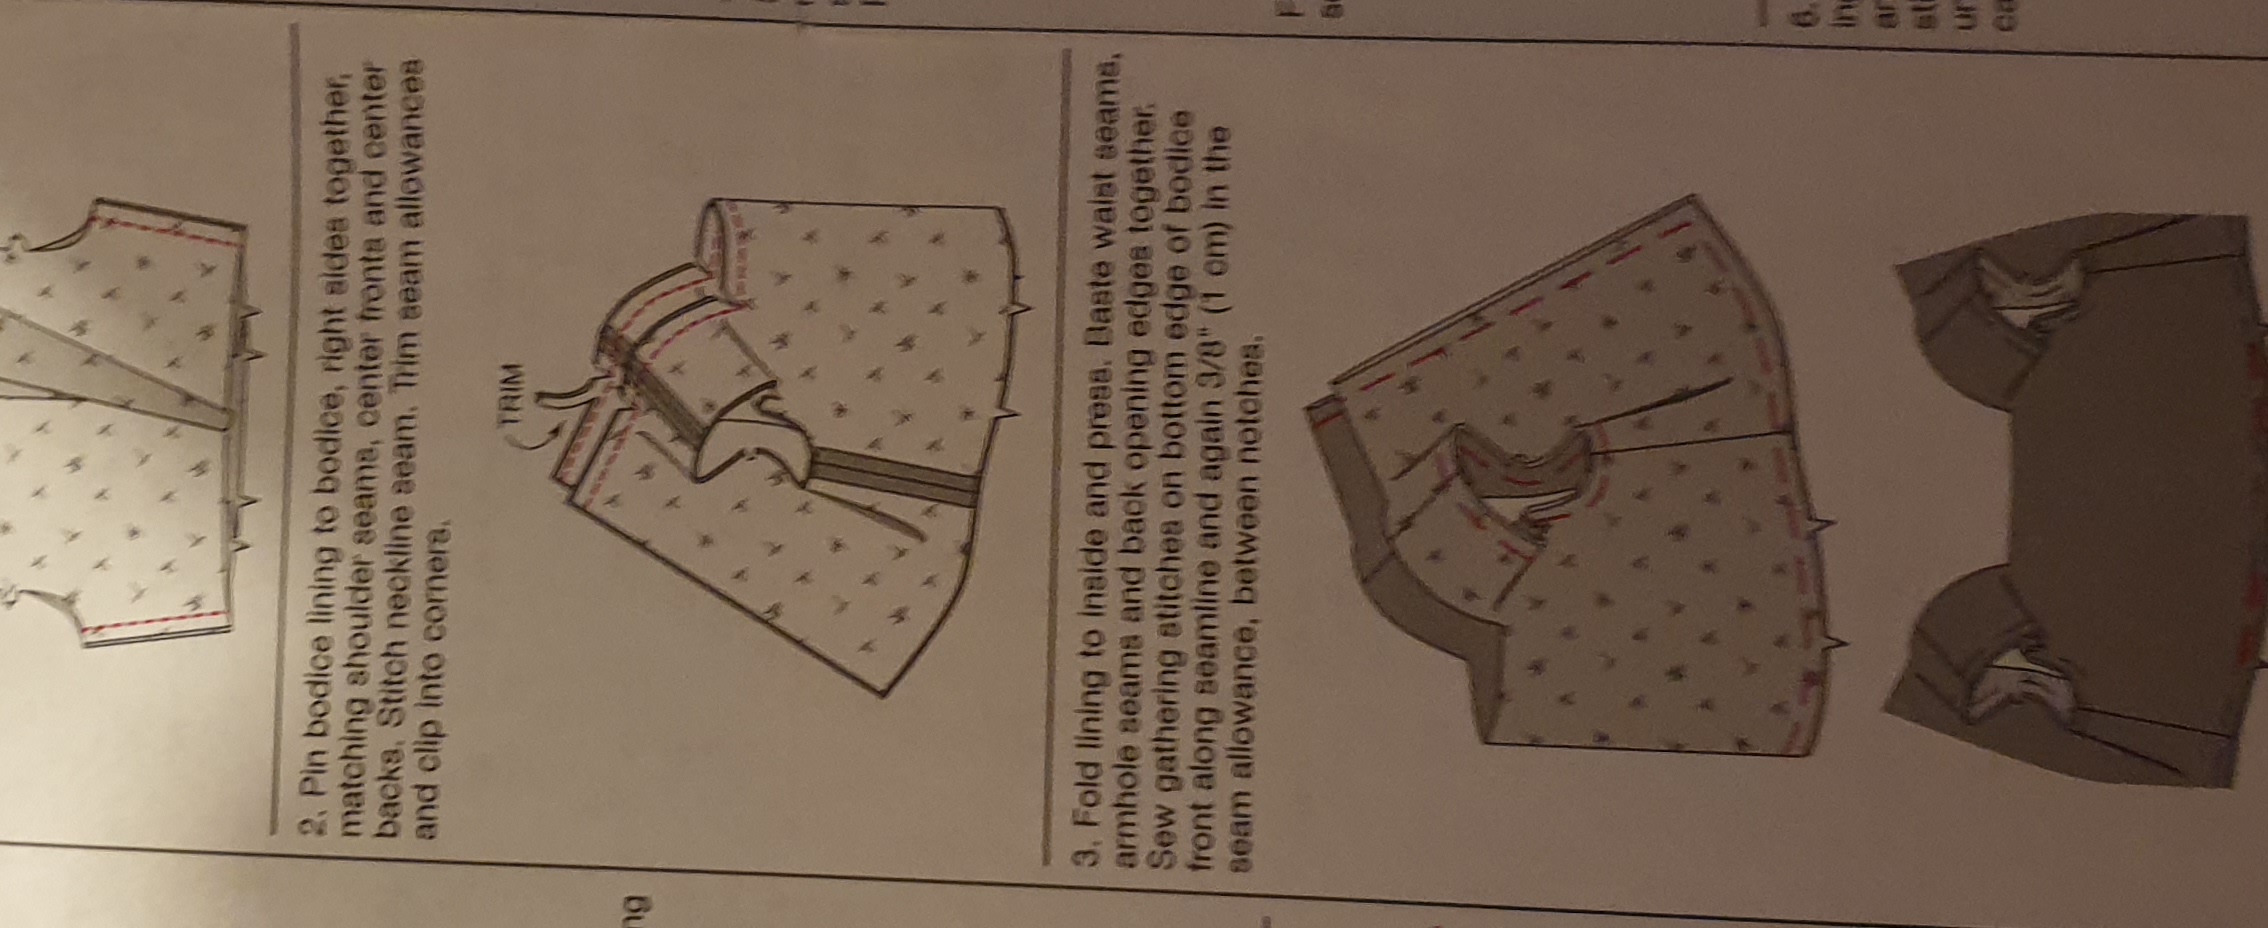 2. Pin bodice lining to bodice, right sides together,
matching shoulder seams, center fronts and center
backs. Stitch neckline seam. Trim seam allowances
and clip into corners.
TRIM
ng
3. Fold lining to inside and press. Baste waist seams,
armhole seams and back opening edges together.
Sew gathering stitches on bottom edge of bodice
front along seamline and again 3/8" (1 cm) in the
seam allowance, between notches.
6.
in
ar
st
ur
ca